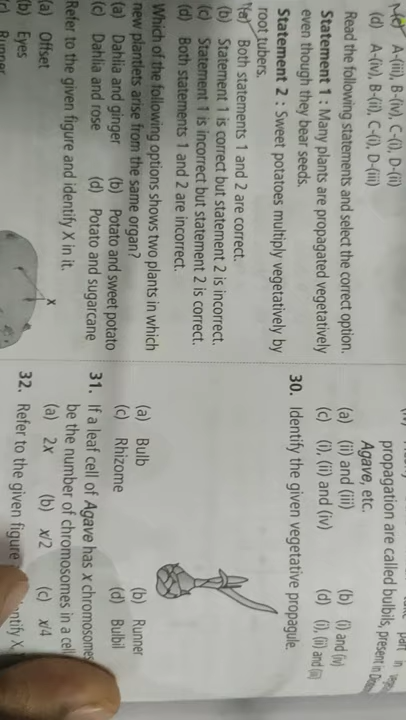 A-(iii), B-(iv), C-(i), D-(ii)
(d) A-(iv), B-(ii), C-(i), D-(iii)
Read the following statements and select the correct option.
Statement 1 : Many plants are propagated vegetatively
even though they bear seeds.
Statement 2 : Sweet potatoes multiply vegetatively by
root tubers.
(a) Both statements 1 and 2 are correct.
(b) Statement 1 is correct but statement 2 is incorrect.
(c) Statement 1 is incorrect but statement 2 is correct.
(d) Both statements 1 and 2 are incorrect.
Which of the following options shows two plants in which
new plantlets arise from the same organ?
(a) Dahlia and ginger (b) Potato and sweet potato
(c) Dahlia and rose (d) Potato and sugarcane
Refer to the given figure and identify X in it.
(a) Offset
(b) Eyes
(c) Runner
X
part in
propagation are called bulbils, present in
Agave, etc.
(a) (ii) and (iii) (b) (i) and (iv)
(c) (i), (ii) and (iv) (d) (i), (ii) and (iii)
30. Identify the given vegetative propagule.
(a) Bulb (b) Runner
(c) Rhizome (d) Bulbil
31. If a leaf cell of Agave has x chromosomes
be the number of chromosomes in a cell
(a) 2x (b) x/2 (c) x/4
32. Refer to the given figure